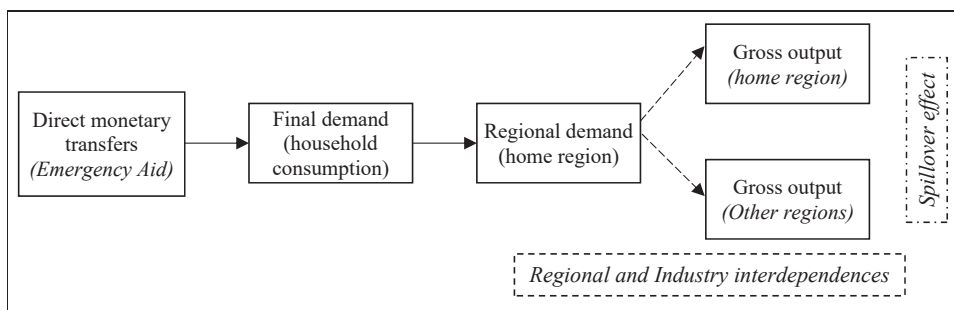 Direct monetary
transfers
(Emergency Aid)
Final demand
(household
consumption)
Regional demand
(home region)
Gross output
(home region)
Gross output
(Other regions)
Spillover effect
Regional and Industry interdependences